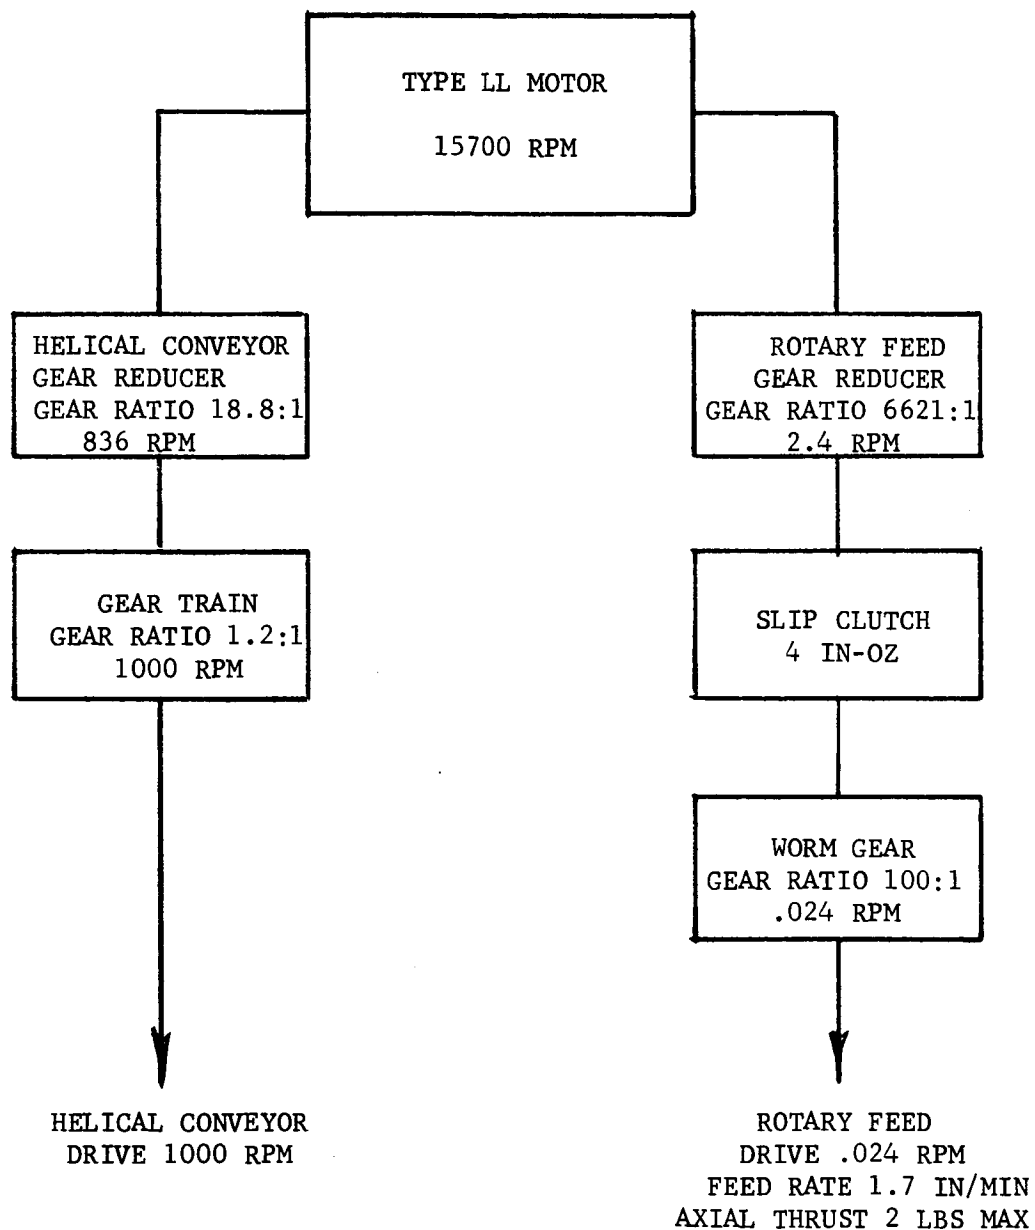 TYPE LL MOTOR
15700 RPM
HELICAL CONVEYOR
GEAR REDUCER
GEAR RATIO 18.8:1
836 RPM
GEAR TRAIN
GEAR RATIO 1.2:1
1000 RPM
HELICAL CONVEYOR
DRIVE 1000 RPM
ROTARY FEED
GEAR REDUCER
GEAR RATIO 6621:1
2.4 RPM
SLIP CLUTCH
4 IN-OZ
WORM GEAR
GEAR RATIO 100:1
.024 RPM
ROTARY FEED
DRIVE .024 RPM
FEED RATE 1.7 IN/MIN
AXIAL THRUST 2 LBS MAX